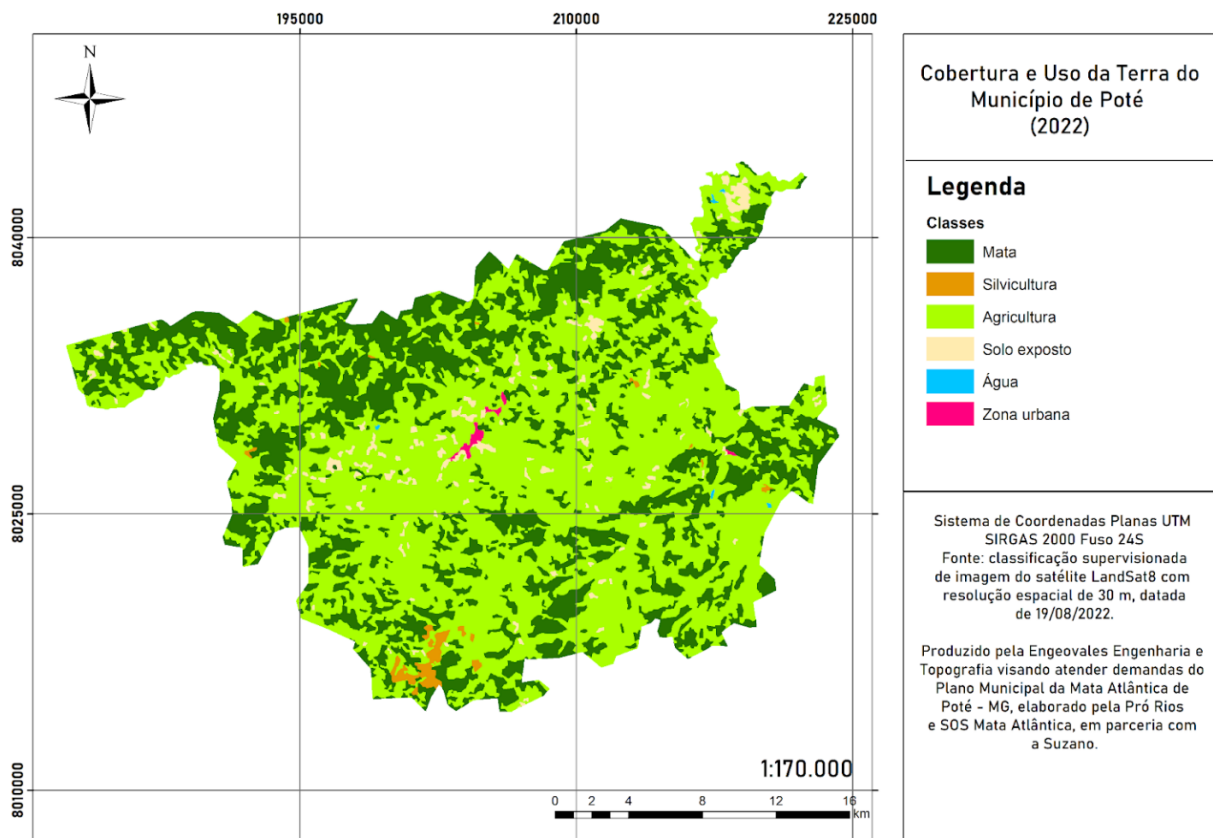 195000
210000
225000
N
8040000
8025000
8010000
1:170.000
0 2 4 8 12 16
km
Cobertura e Uso da Terra do
Município de Poté
(2022)
Legenda
Classes
Mata
Silvicultura
Agricultura
Solo exposto
Água
Zona urbana
Sistema de Coordenadas Planas UTM
SIRGAS 2000 Fuso 24S
Fonte: classificação supervisionada
de imagem do satélite LandSat8 com
resolução espacial de 30 m, datada
de 19/08/2022.
Produzido pela Engeovales Engenharia e
Topografia visando atender demandas do
Plano Municipal da Mata Atlântica de
Poté - MG, elaborado pela Pró Rios
e SOS Mata Atlântica, em parceria com
a Suzano.